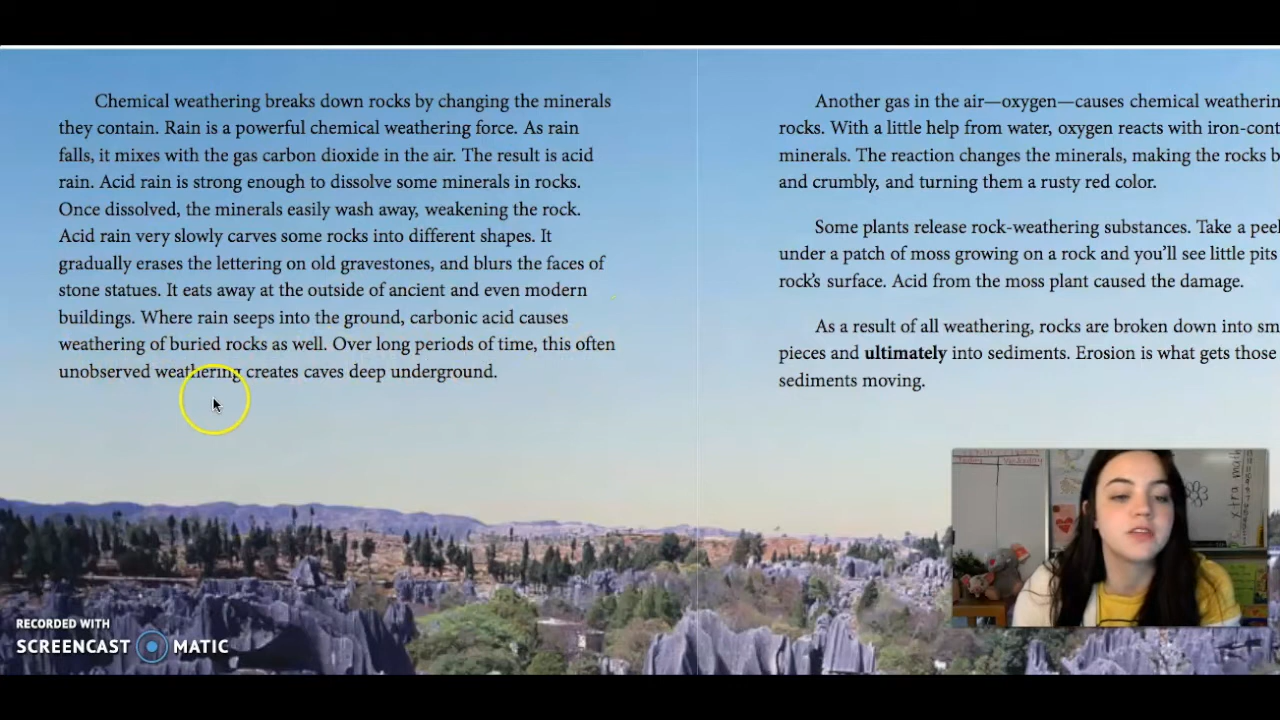 Chemical weathering breaks down rocks by changing the minerals
they contain. Rain is a powerful chemical weathering force. As rain
falls, it mixes with the gas carbon dioxide in the air. The result is acid
rain. Acid rain is strong enough to dissolve some minerals in rocks.
Once dissolved, the minerals easily wash away, weakening the rock.
Acid rain very slowly carves some rocks into different shapes. It
gradually erases the lettering on old gravestones, and blurs the faces of
stone statues. It eats away at the outside of ancient and even modern
buildings. Where rain seeps into the ground, carbonic acid causes
weathering of buried rocks as well. Over long periods of time, this often
unobserved weathering creates caves deep underground.
Another gas in the air—oxygen—causes chemical weatherin
rocks. With a little help from water, oxygen reacts with iron-cont
minerals. The reaction changes the minerals, making the rocks b
and crumbly, and turning them a rusty red color.
Some plants release rock-weathering substances. Take a peel
under a patch of moss growing on a rock and you'll see little pits
rock's surface. Acid from the moss plant caused the damage.
As a result of all weathering, rocks are broken down into sm
pieces and ultimately into sediments. Erosion is what gets those
sediments moving.
xtra math
RECORDED WITH
SCREENCAST MATIC